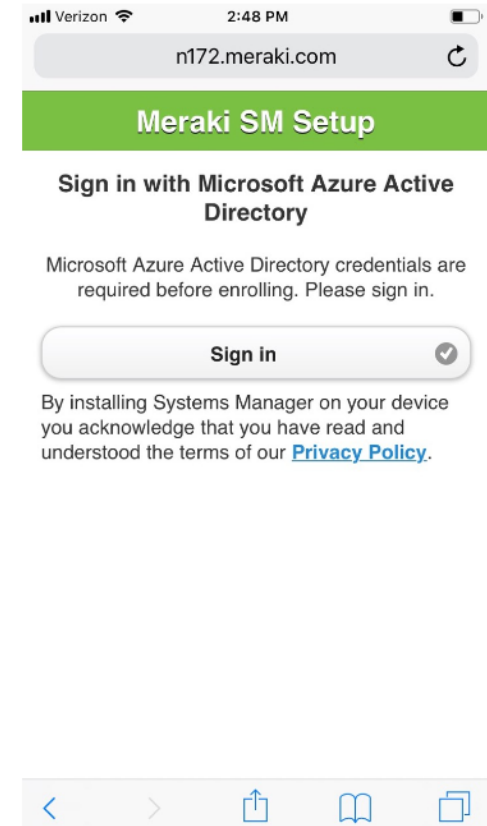 Verizon 2:48 PM
n172.meraki.com
Meraki SM Setup
Sign in with Microsoft Azure Active
Directory
Microsoft Azure Active Directory credentials are
required before enrolling. Please sign in.
Sign in
By installing Systems Manager on your device
you acknowledge that you have read and
understood the terms of our Privacy Policy.